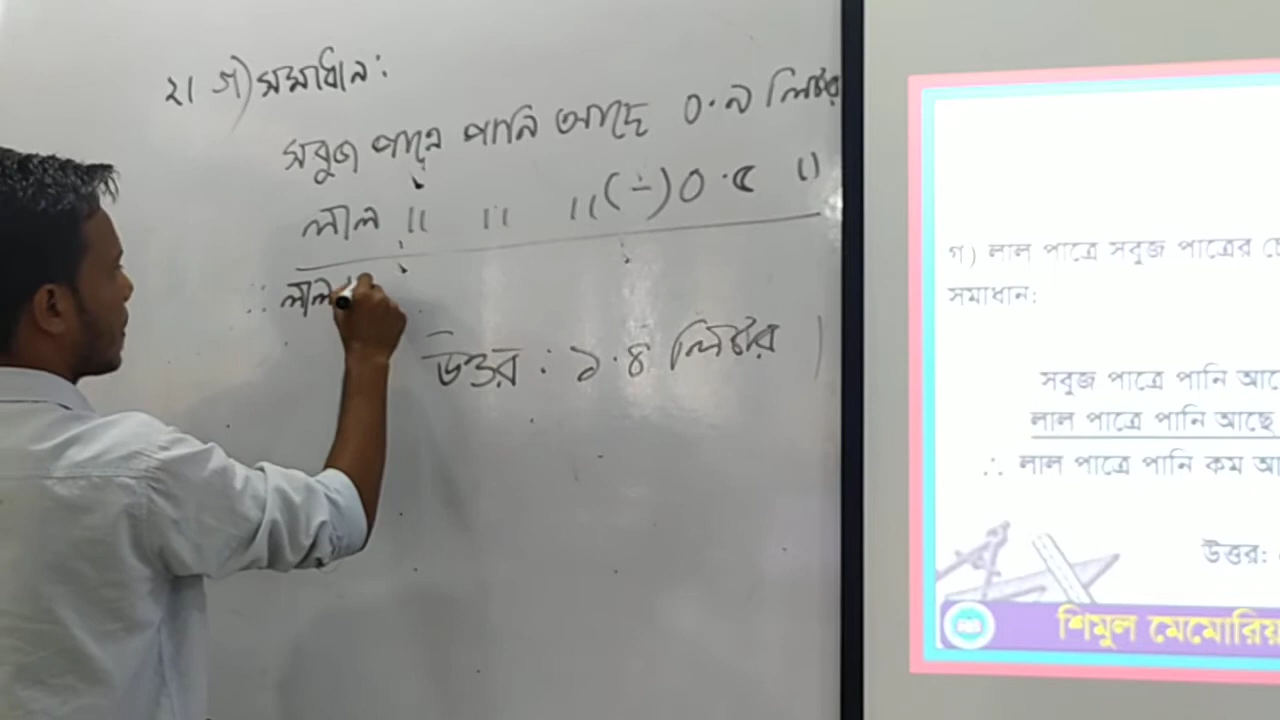 ২। গ) সমাধান:
সবুজ পাত্রে পানি আছে ০.৯ লিটার
লাল " " " (-) ০.৫ "
∴ লাল
উত্তর: ১.৪ লিটার।
গ) লাল পাত্রে সবুজ পাত্রের
সমাধান:
সবুজ পাত্রে পানি আছে
লাল পাত্রে পানি আছে
∴ লাল পাত্রে পানি কম
উত্তর:
শিমুল মেমোরিয়